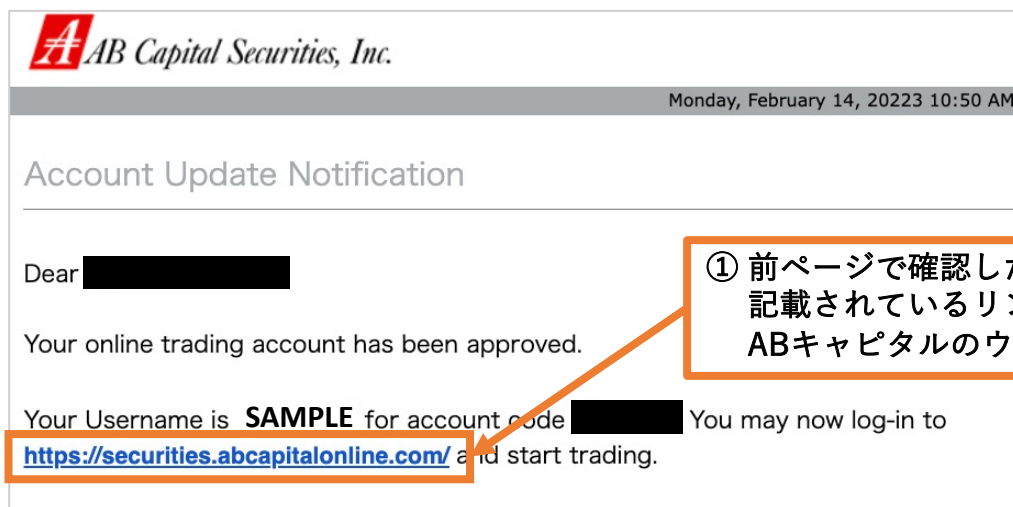 AB Capital Securities, Inc.
Monday, February 14, 20223 10:50 AM
Account Update Notification
Dear
① 前ページで確認し
記載されているリ
ABキャピタルのウ
Your online trading account has been approved.
Your Username is SAMPLE for account code You may now log-in to
https://securities.abcapitalonline.com/ and start trading.